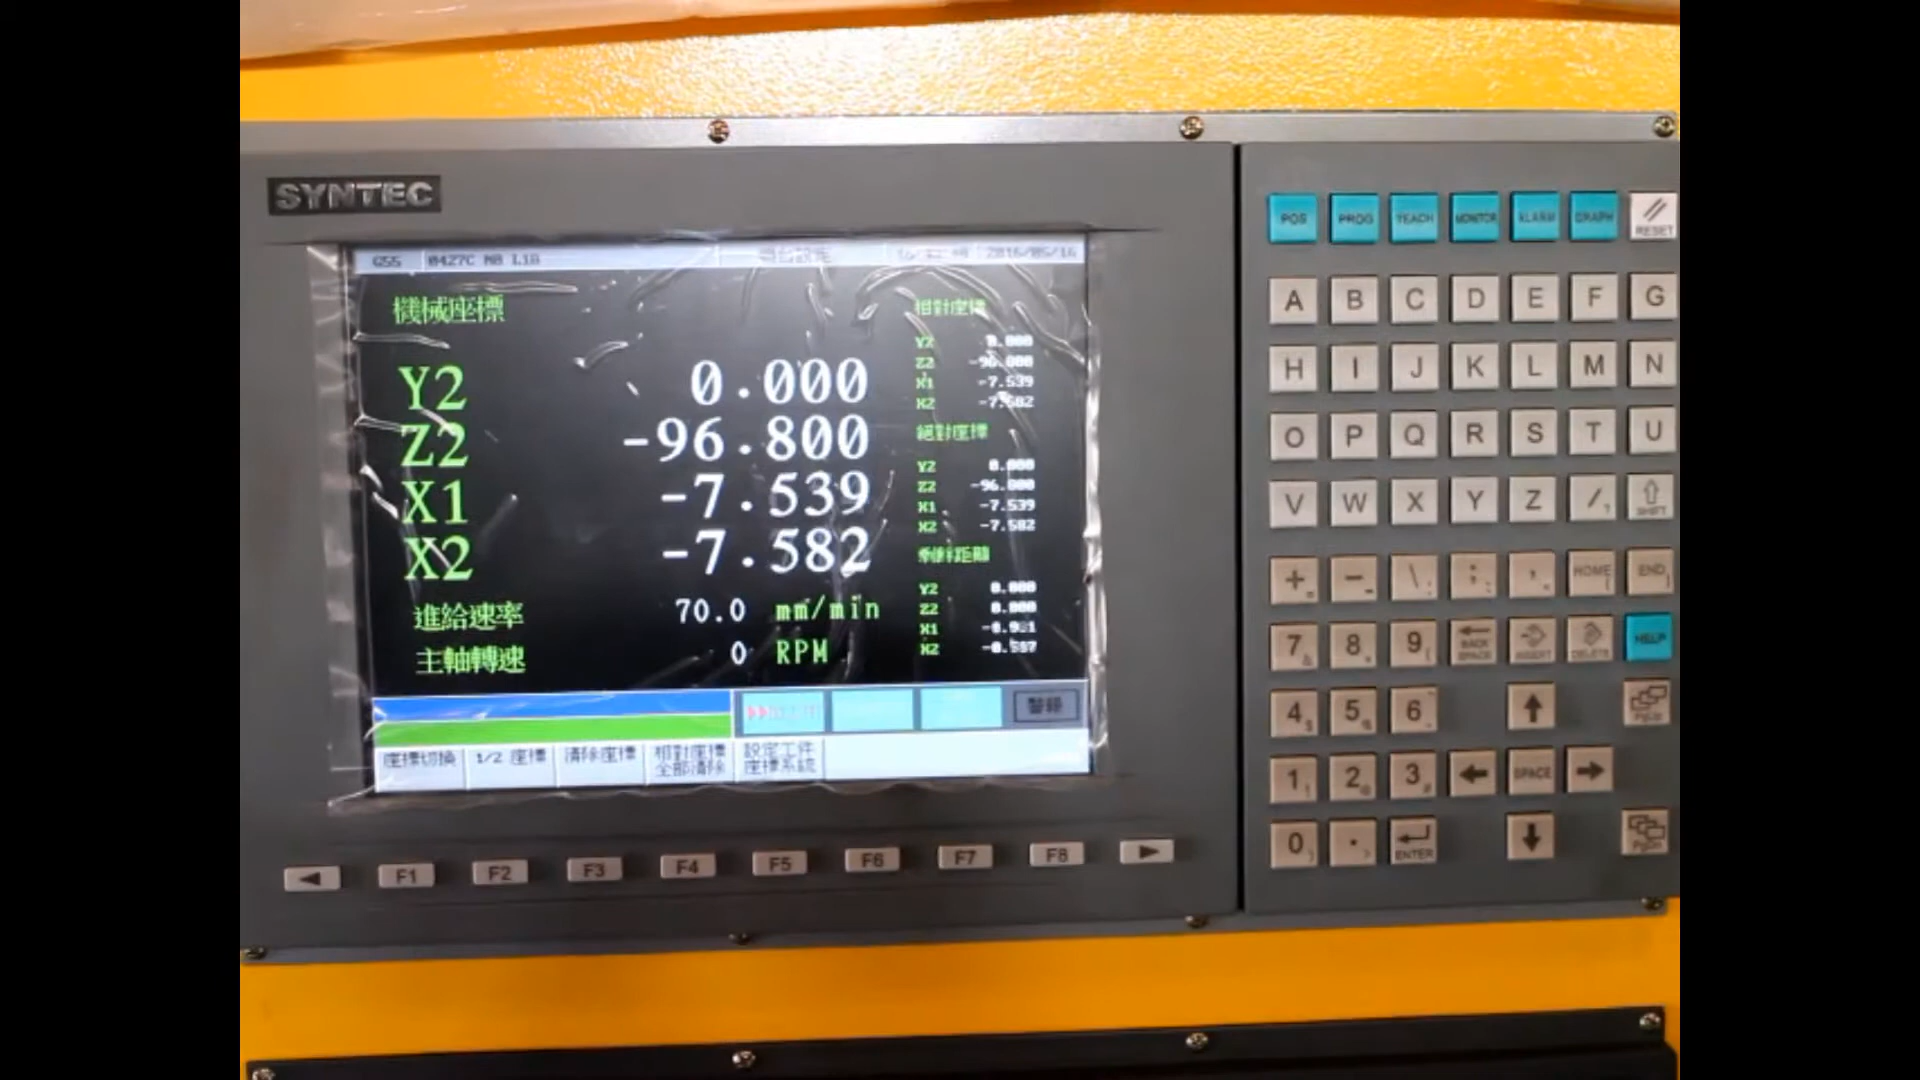 SYNTEC
G55 0427C N0 L18 2016/05/16
機械座標
Y2 0.000
Z2 -96.800
X1 -7.539
X2 -7.582
進給速率 70.0 mm/min
主軸轉速 0 RPM
相對座標
Y2 0.000
Z2 -96.800
X1 -7.539
X2 -7.582
絕對座標
Y2 0.000
Z2 -96.800
X1 -7.539
X2 -7.582
Y2 0.000
Z2 0.000
X1
X2
警報
座標切換 1/2 座標 清除座標 相對座標 設定工件
全部清除 座標系統
F1 F2 F3 F4 F5 F6 F7 F8
POS PROG TEACH MONITOR ALARM GRAPH RESET
A B C D E F G
H I J K L M N
O P Q R S T U
V W X Y Z / SHIFT
+ - \ ; , HOME END
7 8 9 BACK SPACE INSERT DELETE HELP
4 5 6 PgUp
1 2 3 SPACE
0 . ENTER PgDn